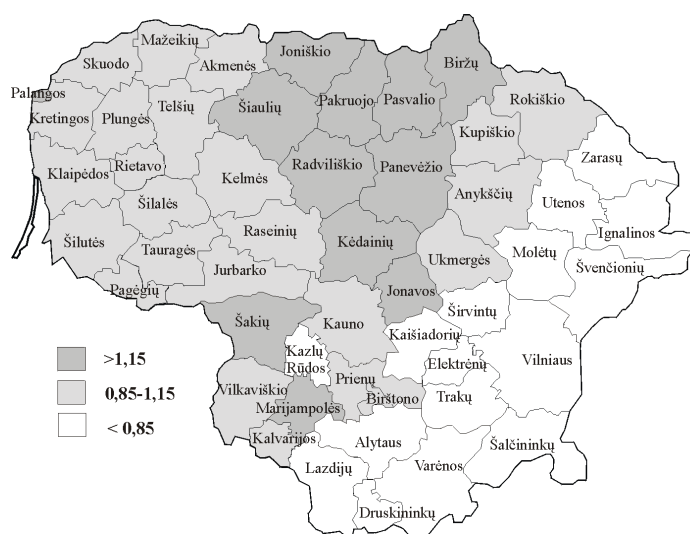 Mažeikių
Joniškio
Skuodo
Akmenės
Biržų
Palangos
Telšių
Šiaulių
Pakruojo
Pasvalio
Rokiškio
Kretingos
Plungės
Kupiškio
Zarasų
Klaipėdos
Rietavo
Radviliškio
Panevėžio
Kelmės
Anykščių
Utenos
Šilalės
Ignalinos
Šilutės
Tauragės
Raseinių
Kėdainių
Ukmergės
Molėtų
Švenčionių
Jurbarko
Pagėgių
Jonavos
Širvintų
Šakių
Kauno
Kaišiadorių
Kazlų
Rūdos
Elektrėnų
Vilniaus
>1,15
0,85-1,15
< 0,85
Vilkaviškio
Prienų
Birštono
Trakų
Marijampolės
Kalvarijos
Alytaus
Šalčininkų
Lazdijų
Varėnos
Druskininkų